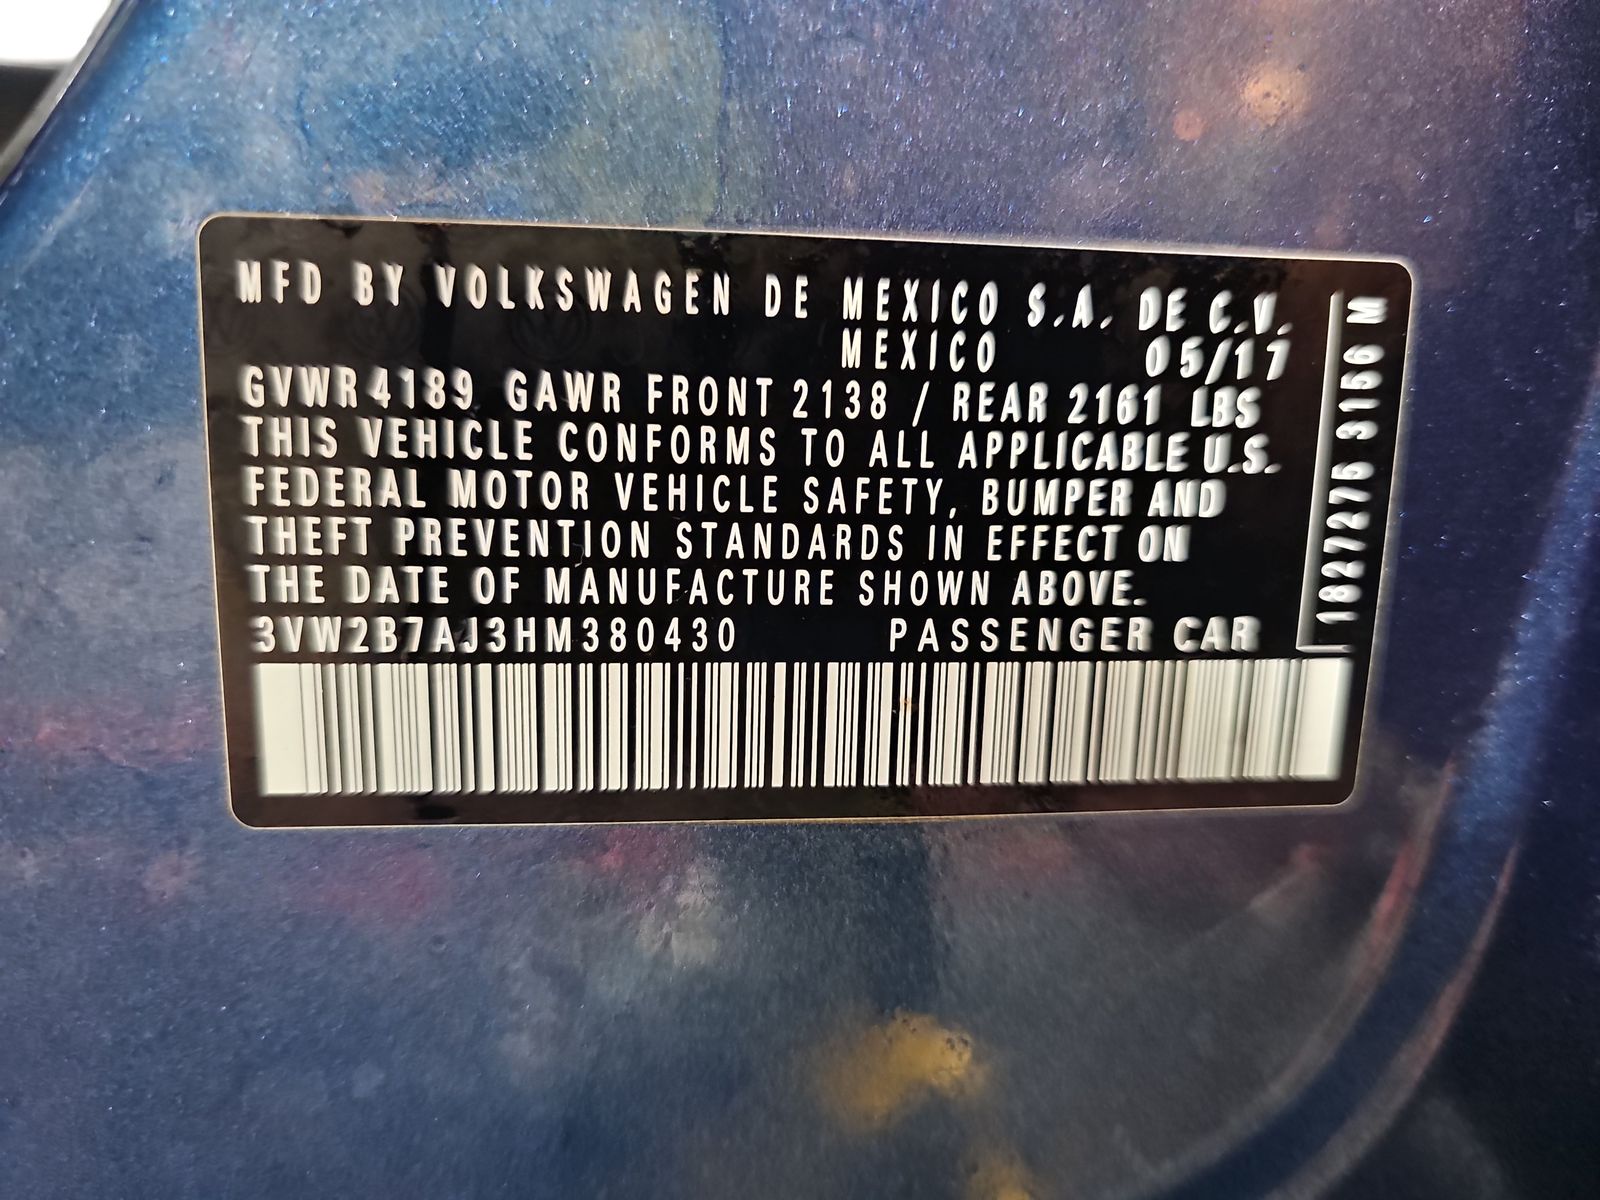 MFD BY VOLKSWAGEN DE MEXICO S.A. DE C.V.
MEXICO 05/17
GVWR 4189 GAWR FRONT 2138 / REAR 2161 LBS
THIS VEHICLE CONFORMS TO ALL APPLICABLE U.S.
FEDERAL MOTOR VEHICLE SAFETY, BUMPER AND
THEFT PREVENTION STANDARDS IN EFFECT ON
THE DATE OF MANUFACTURE SHOWN ABOVE.
3VW2B7AJ3HM380430 PASSENGER CAR
1827275 3156 M